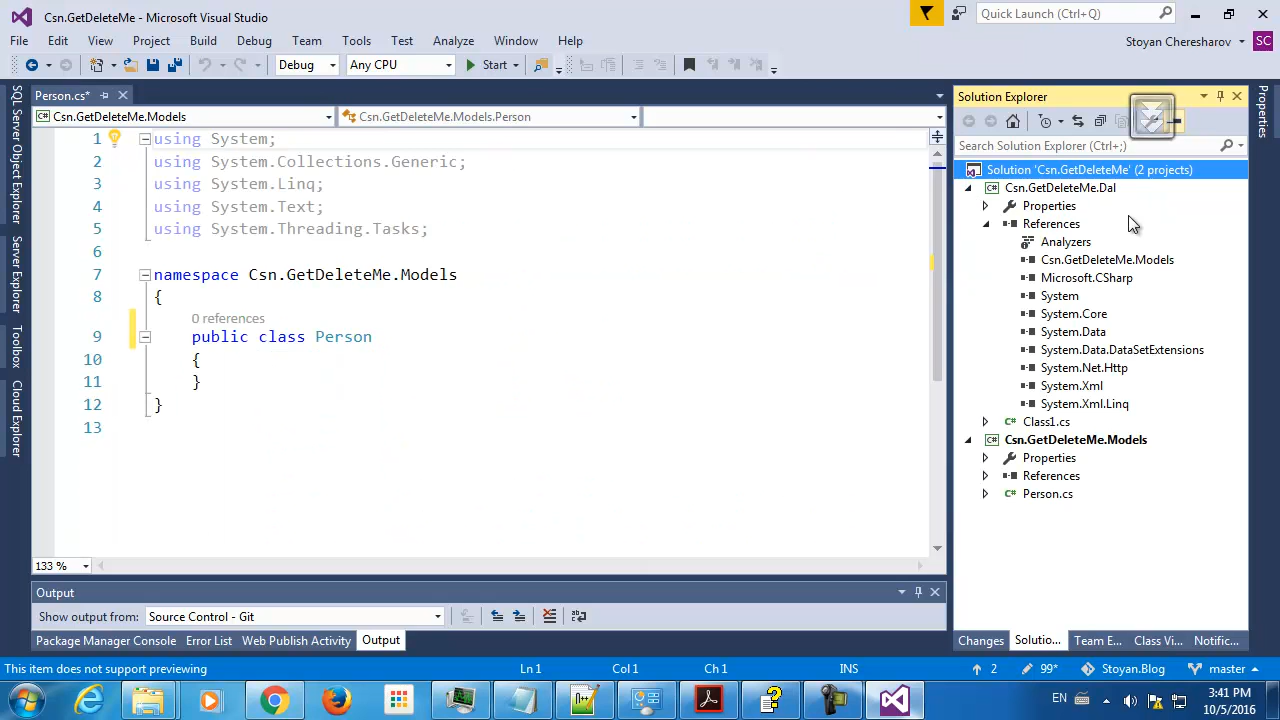 Csn.GetDeleteMe - Microsoft Visual Studio
Quick Launch (Ctrl+Q)
File Edit View Project Build Debug Team Tools Test Analyze Window Help
Stoyan Cheresharov
SC
Debug
Any CPU
Start
SQL Server Object Explorer
Server Explorer
Toolbox
Cloud Explorer
Person.cs*
Csn.GetDeleteMe.Models
Csn.GetDeleteMe.Models.Person
1 using System;
2 using System.Collections.Generic;
3 using System.Linq;
4 using System.Text;
5 using System.Threading.Tasks;
6
7 namespace Csn.GetDeleteMe.Models
8 {
0 references
9 public class Person
10 {
11 }
12 }
13
133 %
Output
Show output from: Source Control - Git
Package Manager Console Error List Web Publish Activity Output
Solution Explorer
Search Solution Explorer (Ctrl+;)
Solution 'Csn.GetDeleteMe' (2 projects)
Csn.GetDeleteMe.Dal
Properties
References
Analyzers
Csn.GetDeleteMe.Models
Microsoft.CSharp
System
System.Core
System.Data
System.Data.DataSetExtensions
System.Net.Http
System.Xml
System.Xml.Linq
Class1.cs
Csn.GetDeleteMe.Models
Properties
References
Person.cs
Changes Solutio... Team E... Class Vi... Notific...
Properties
This item does not support previewing
Ln 1
Col 1
Ch 1
INS
2
99*
Stoyan.Blog
master
EN
3:41 PM
10/5/2016